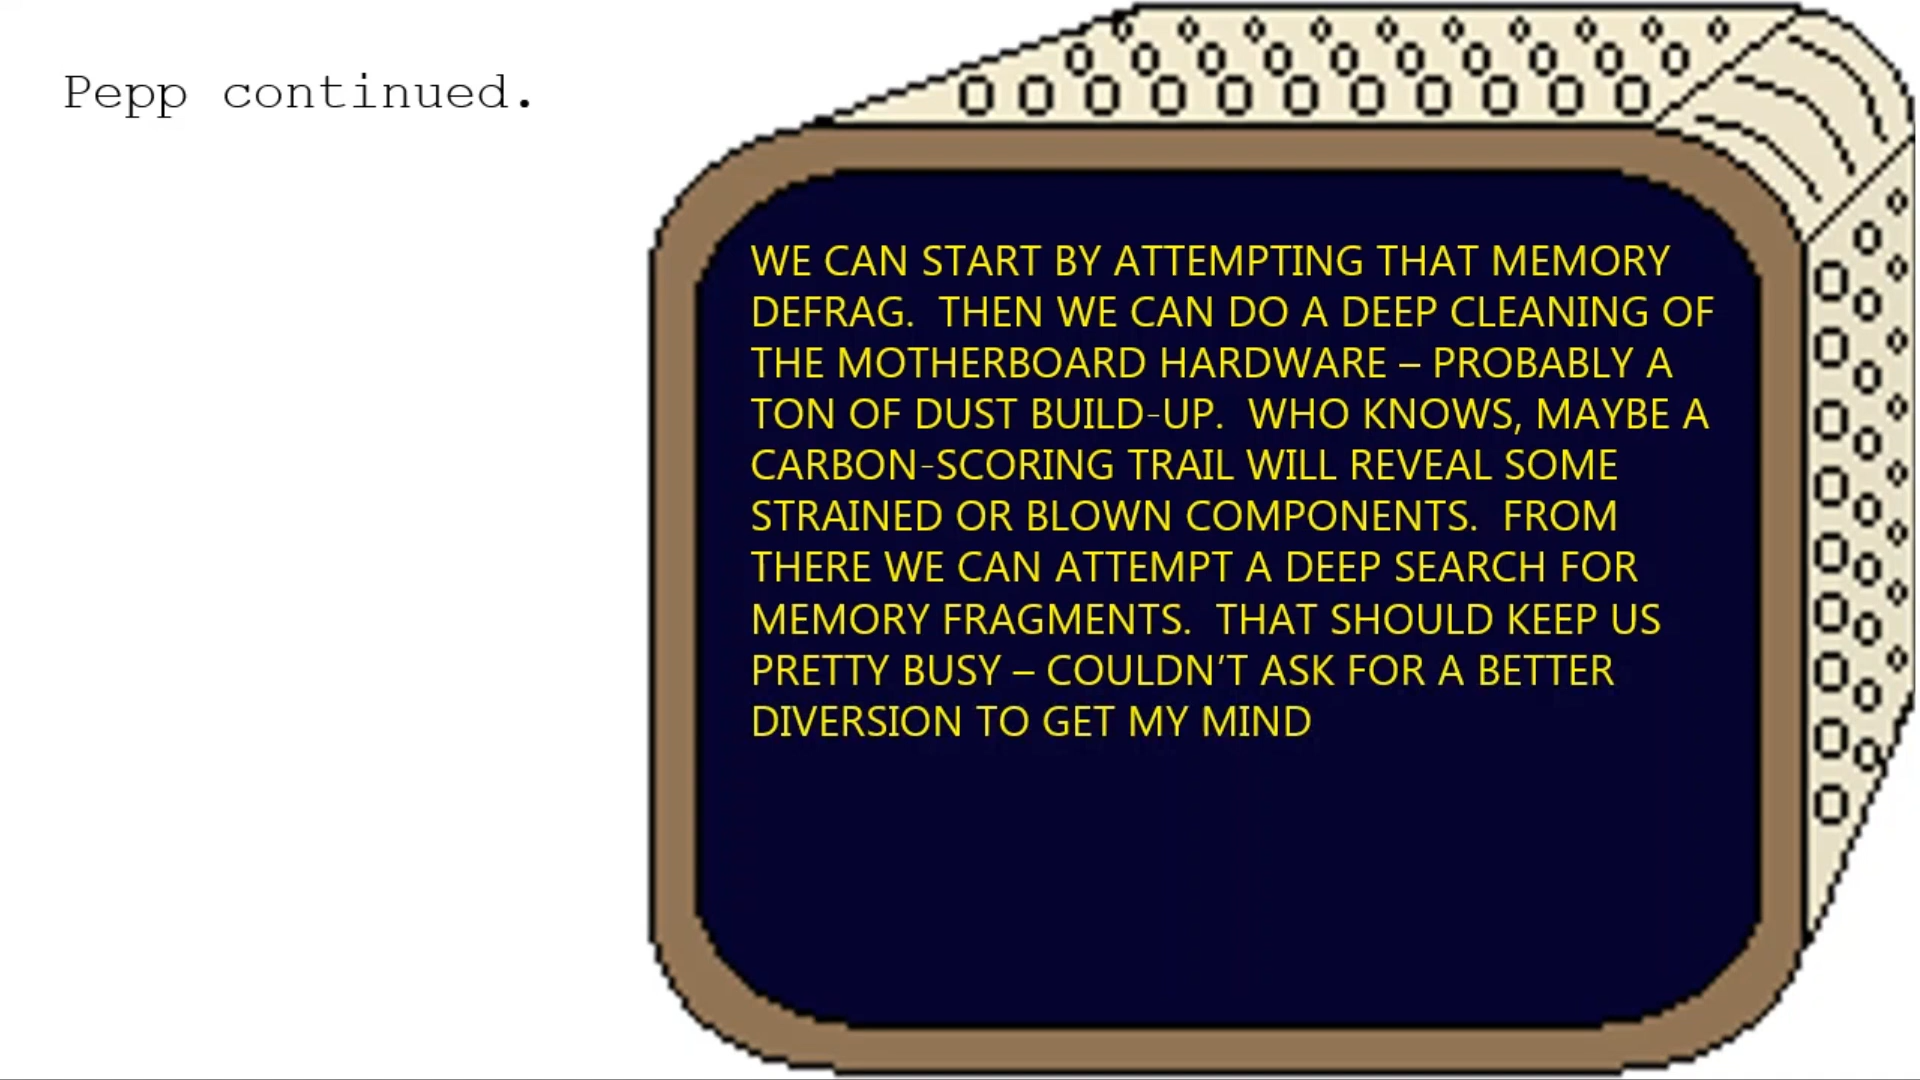 Pepp continued.
WE CAN START BY ATTEMPTING THAT MEMORY
DEFRAG.  THEN WE CAN DO A DEEP CLEANING OF
THE MOTHERBOARD HARDWARE – PROBABLY A
TON OF DUST BUILD-UP.  WHO KNOWS, MAYBE A
CARBON-SCORING TRAIL WILL REVEAL SOME
STRAINED OR BLOWN COMPONENTS.  FROM
THERE WE CAN ATTEMPT A DEEP SEARCH FOR
MEMORY FRAGMENTS.  THAT SHOULD KEEP US
PRETTY BUSY – COULDN’T ASK FOR A BETTER
DIVERSION TO GET MY MIND